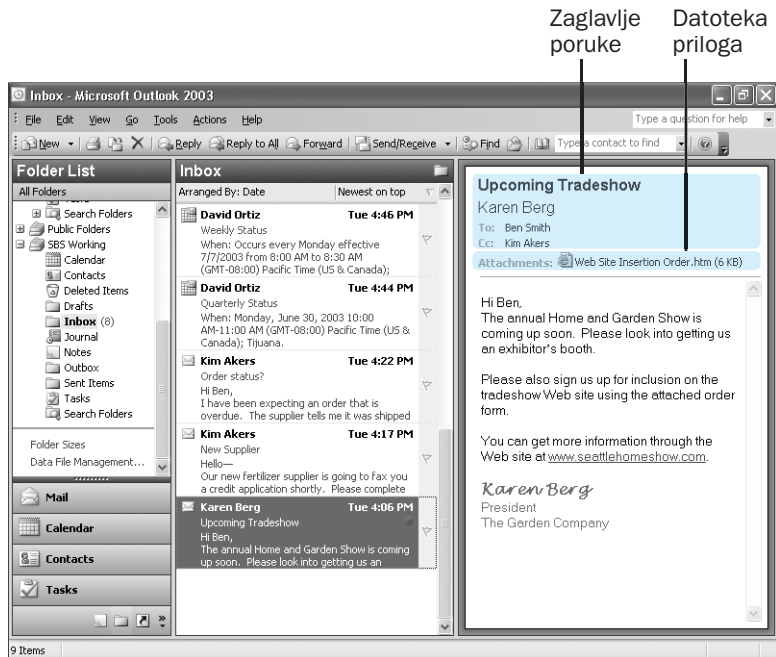 Zaglavlje poruke
Datoteka priloga
Inbox - Microsoft Outlook 2003
File Edit View Go Tools Actions Help
Type a question for help
New Reply Reply to All Forward Send/Receive Find Type a contact to find
Folder List
All Folders
Search Folders
Public Folders
SBS Working
Calendar
Contacts
Deleted Items
Drafts
Inbox (8)
Journal
Notes
Outbox
Sent Items
Tasks
Search Folders
Folder Sizes
Data File Management...
Mail
Calendar
Contacts
Tasks
9 Items
Inbox
Arranged By: Date Newest on top
David Ortiz Tue 4:46 PM
Weekly Status
When: Occurs every Monday effective
7/7/2003 from 8:00 AM to 8:30 AM
(GMT-08:00) Pacific Time (US & Canada);
David Ortiz Tue 4:44 PM
Quarterly Status
When: Monday, June 30, 2003 10:00
AM-11:00 AM (GMT-08:00) Pacific Time (US &
Canada); Tijuana.
Kim Akers Tue 4:22 PM
Order status?
Hi Ben,
I have been expecting an order that is
overdue. The supplier tells me it was shipped
Kim Akers Tue 4:17 PM
New Supplier
Hello—
Our new fertilizer supplier is going to fax you
a credit application shortly. Please complete
Karen Berg Tue 4:06 PM
Upcoming Tradeshow
Hi Ben,
The annual Home and Garden Show is coming
up soon. Please look into getting us an
Upcoming Tradeshow
Karen Berg
To: Ben Smith
Cc: Kim Akers
Attachments: Web Site Insertion Order.htm (6 KB)
Hi Ben,
The annual Home and Garden Show is
coming up soon. Please look into getting us
an exhibitor's booth.
Please also sign us up for inclusion on the
tradeshow Web site using the attached order
form.
You can get more information through the
Web site at www.seattlehomeshow.com.
Karen Berg
President
The Garden Company